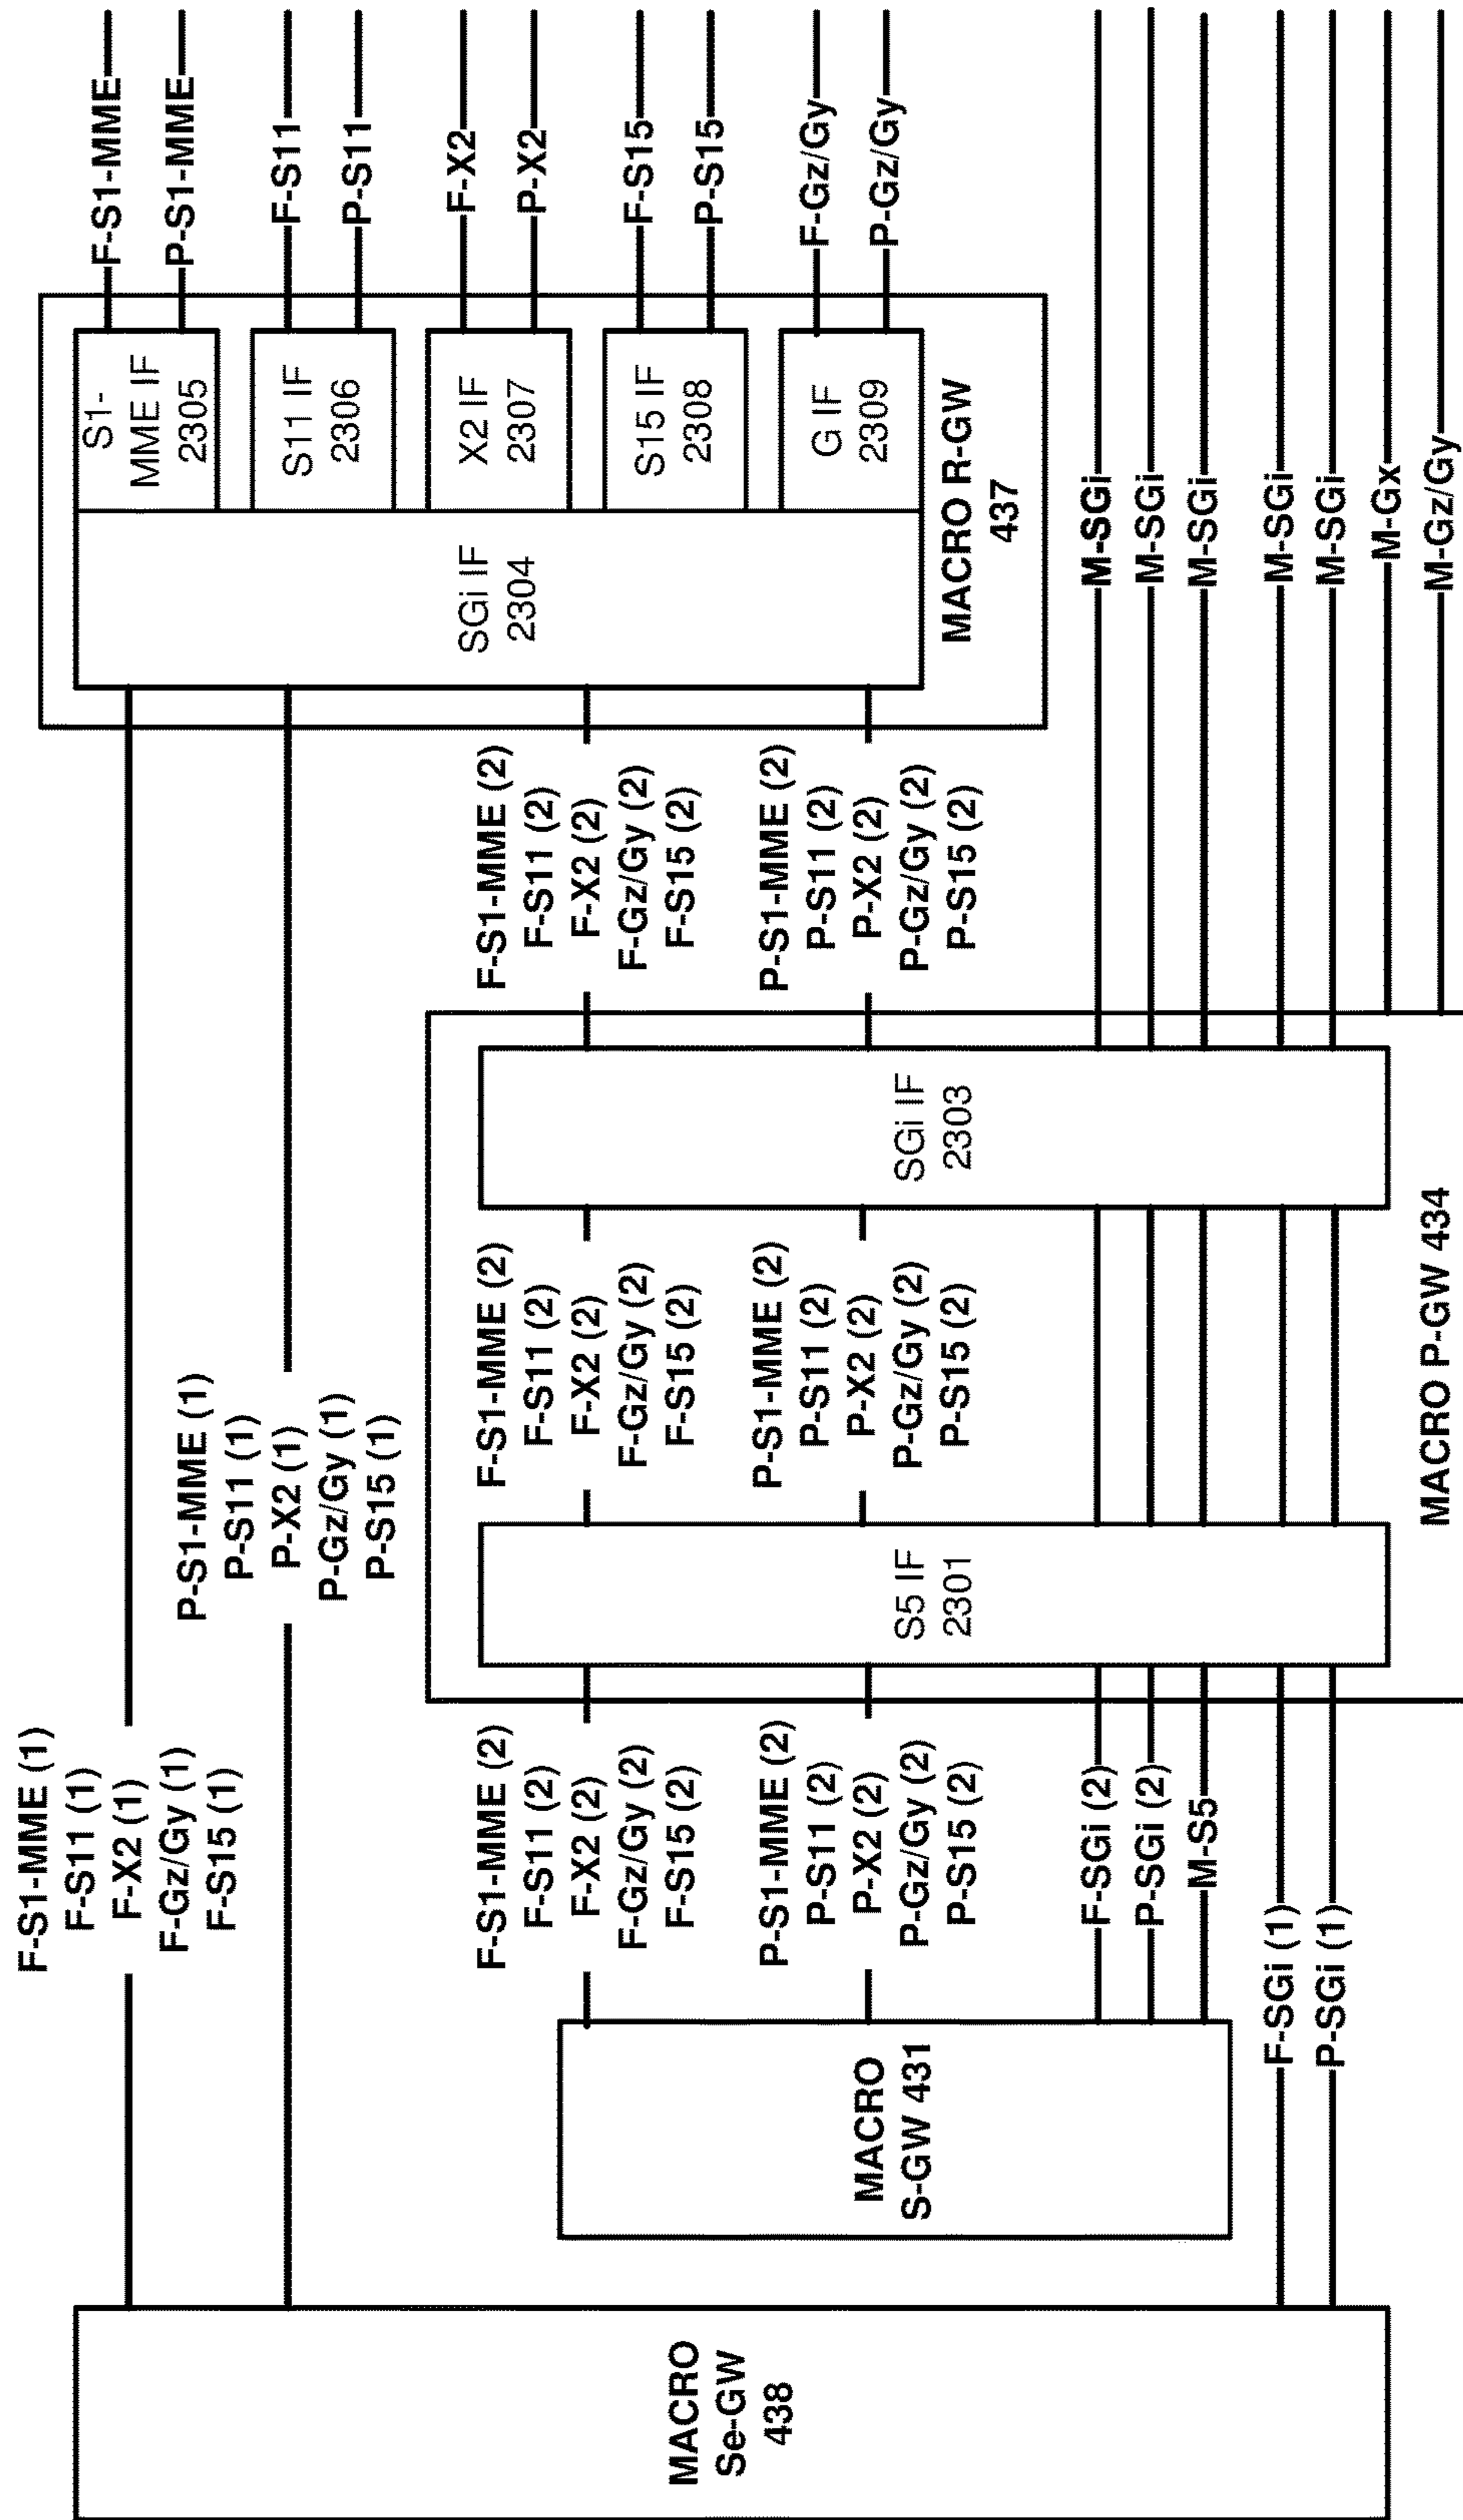 F-S1-MME (1)
F-S11 (1)
F-X2 (1)
F-Gz/Gy (1)
F-S15 (1)
P-S1-MME (1)
P-S11 (1)
P-X2 (1)
P-Gz/Gy (1)
P-S15 (1)
S1-
MME IF
2305
S11 IF
2306
X2 IF
2307
S15 IF
2308
G IF
2309
SGi IF
2304
MACRO R-GW
437
F-S1-MME
P-S1-MME
F-S11
P-S11
F-X2
P-X2
F-S15
P-S15
F-Gz/Gy
P-Gz/Gy
MACRO
Se-GW
438
MACRO
S-GW 431
F-S1-MME (2)
F-S11 (2)
F-X2 (2)
F-Gz/Gy (2)
F-S15 (2)
P-S1-MME (2)
P-S11 (2)
P-X2 (2)
P-Gz/Gy (2)
P-S15 (2)
F-SGi (2)
P-SGi (2)
M-S5
F-SGi (1)
P-SGi (1)
S5 IF
2301
F-S1-MME (2)
F-S11 (2)
F-X2 (2)
F-Gz/Gy (2)
F-S15 (2)
P-S1-MME (2)
P-S11 (2)
P-X2 (2)
P-Gz/Gy (2)
P-S15 (2)
SGi IF
2303
MACRO P-GW 434
F-S1-MME (2)
F-S11 (2)
F-X2 (2)
F-Gz/Gy (2)
F-S15 (2)
P-S1-MME (2)
P-S11 (2)
P-X2 (2)
P-Gz/Gy (2)
P-S15 (2)
M-SGi
M-SGi
M-SGi
M-SGi
M-SGi
M-Gx
M-Gz/Gy